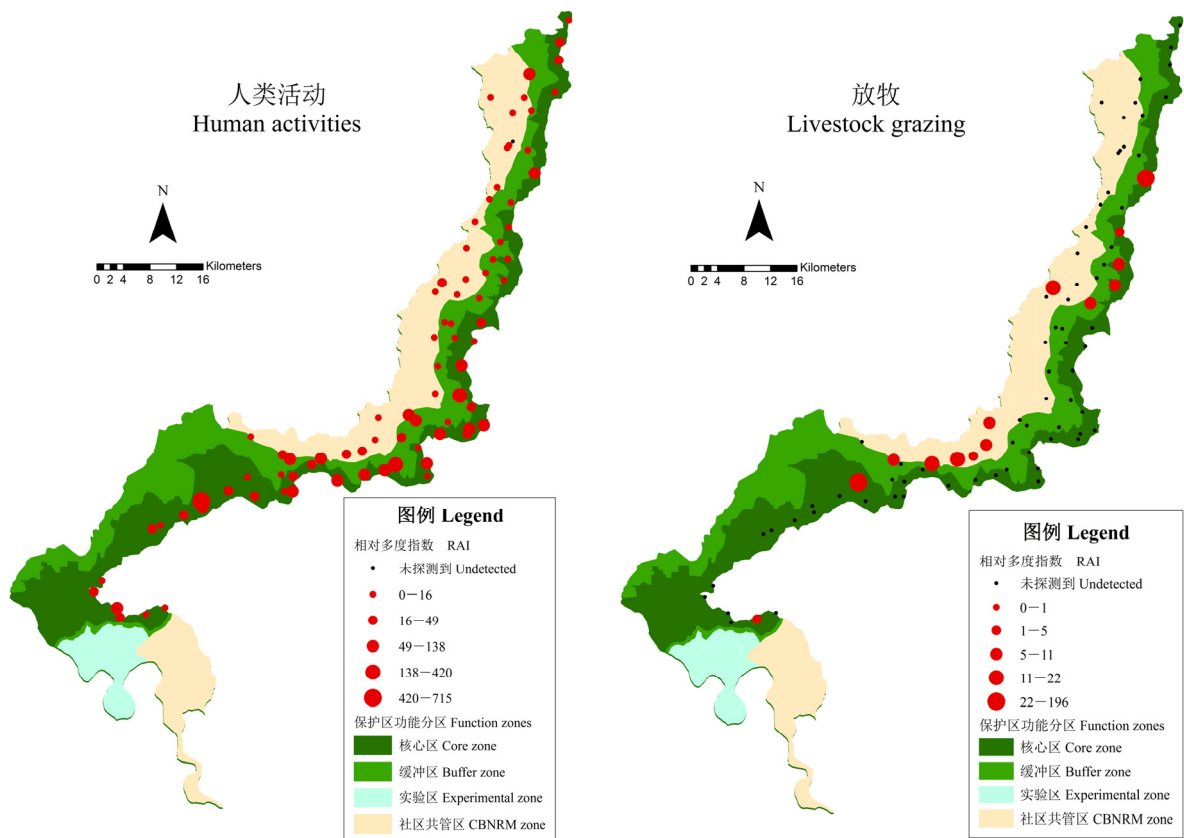 人类活动
Human activities
N
0 2 4 8 12 16 Kilometers
图例 Legend
相对多度指数 RAI
未探测到 Undetected
0—16
16—49
49—138
138—420
420—715
保护区功能分区 Function zones
核心区 Core zone
缓冲区 Buffer zone
实验区 Experimental zone
社区共管区 CBNRM zone
放牧
Livestock grazing
N
0 2 4 8 12 16 Kilometers
图例 Legend
相对多度指数 RAI
未探测到 Undetected
0—1
1—5
5—11
11—22
22—196
保护区功能分区 Function zones
核心区 Core zone
缓冲区 Buffer zone
实验区 Experimental zone
社区共管区 CBNRM zone